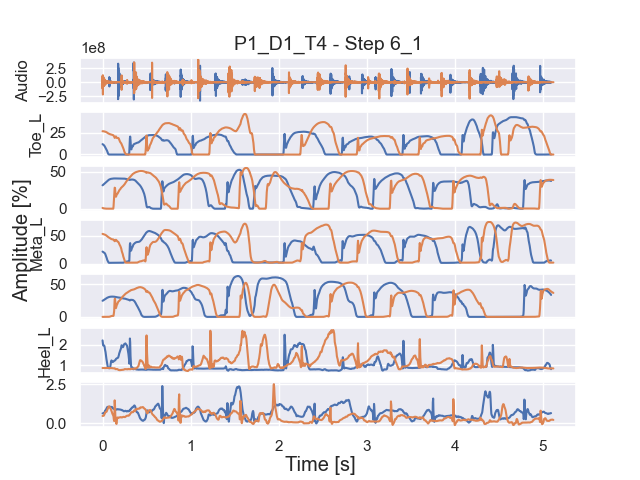 P1_D1_T4 - Step 6_1
1e8
Audio
2.5
0.0
−2.5
Toe_L
25
0
50
0
Meta_L
50
0
50
0
Heel_L
2
1
2.5
0.0
Amplitude [%]
0 1 2 3 4 5
Time [s]